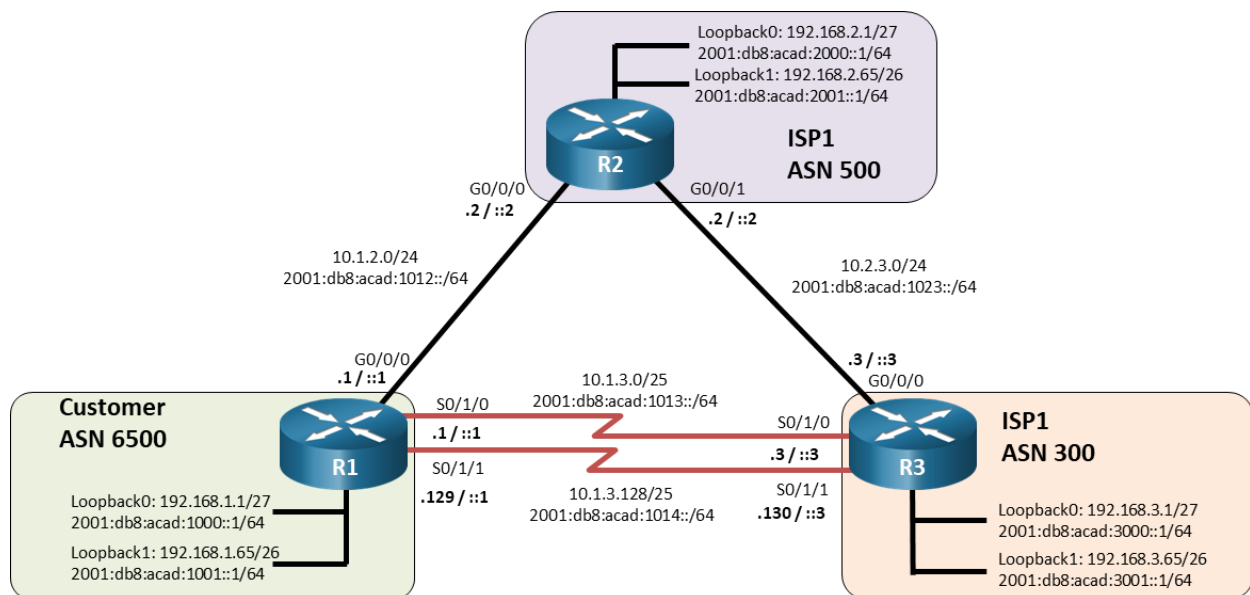 Loopback0: 192.168.2.1/27
2001:db8:acad:2000::1/64
Loopback1: 192.168.2.65/26
2001:db8:acad:2001::1/64
ISP1
ASN 500
R2
G0/0/0
.2 / ::2
G0/0/1
.2 / ::2
10.1.2.0/24
2001:db8:acad:1012::/64
10.2.3.0/24
2001:db8:acad:1023::/64
G0/0/0
.1 / ::1
.3 / ::3
G0/0/0
Customer
ASN 6500
R1
S0/1/0
.1 / ::1
10.1.3.0/25
2001:db8:acad:1013::/64
S0/1/0
.3 / ::3
ISP1
ASN 300
R3
S0/1/1
.129 / ::1
10.1.3.128/25
2001:db8:acad:1014::/64
S0/1/1
.130 / ::3
Loopback0: 192.168.1.1/27
2001:db8:acad:1000::1/64
Loopback1: 192.168.1.65/26
2001:db8:acad:1001::1/64
Loopback0: 192.168.3.1/27
2001:db8:acad:3000::1/64
Loopback1: 192.168.3.65/26
2001:db8:acad:3001::1/64